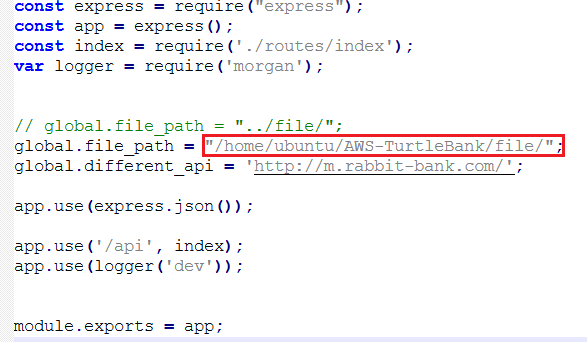 const express = require("express");
const app = express();
const index = require('./routes/index');
var logger = require('morgan');
// global.file_path = "../file/";
global.file_path = "/home/ubuntu/AWS-TurtleBank/file/";
global.different_api = 'http://m.rabbit-bank.com/';
app.use(express.json());
app.use('/api', index);
app.use(logger('dev'));
module.exports = app;